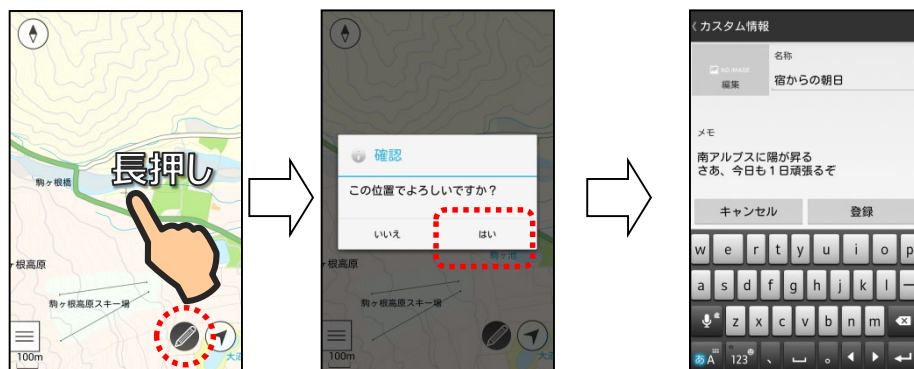 駒ヶ根橋
長押し
根高原
駒ヶ根高原スキー場
100m
確認
この位置でよろしいですか？
いいえ
はい
駒ヶ池
根高原
駒ヶ根高原スキー場
100m
カスタム情報
NO IMAGE
編集
名称
宿からの朝日
メモ
南アルプスに陽が昇る
さあ、今日も１日頑張るぞ
キャンセル 登録
w e r t y u i o p
a s d f g h j k l ー
z x c v b n m
あA 123 、 。